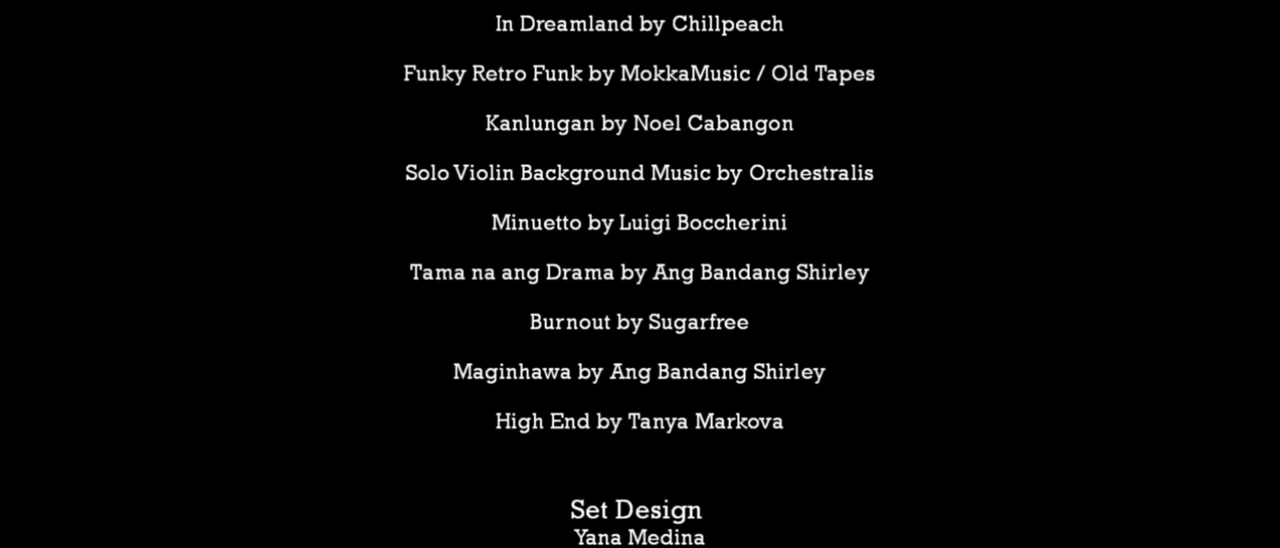 In Dreamland by Chillpeach
Funky Retro Funk by MokkaMusic / Old Tapes
Kanlungan by Noel Cabangon
Solo Violin Background Music by Orchestralis
Minuetto by Luigi Boccherini
Tama na ang Drama by Ang Bandang Shirley
Burnout by Sugarfree
Maginhawa by Ang Bandang Shirley
High End by Tanya Markova
Set Design
Yana Medina